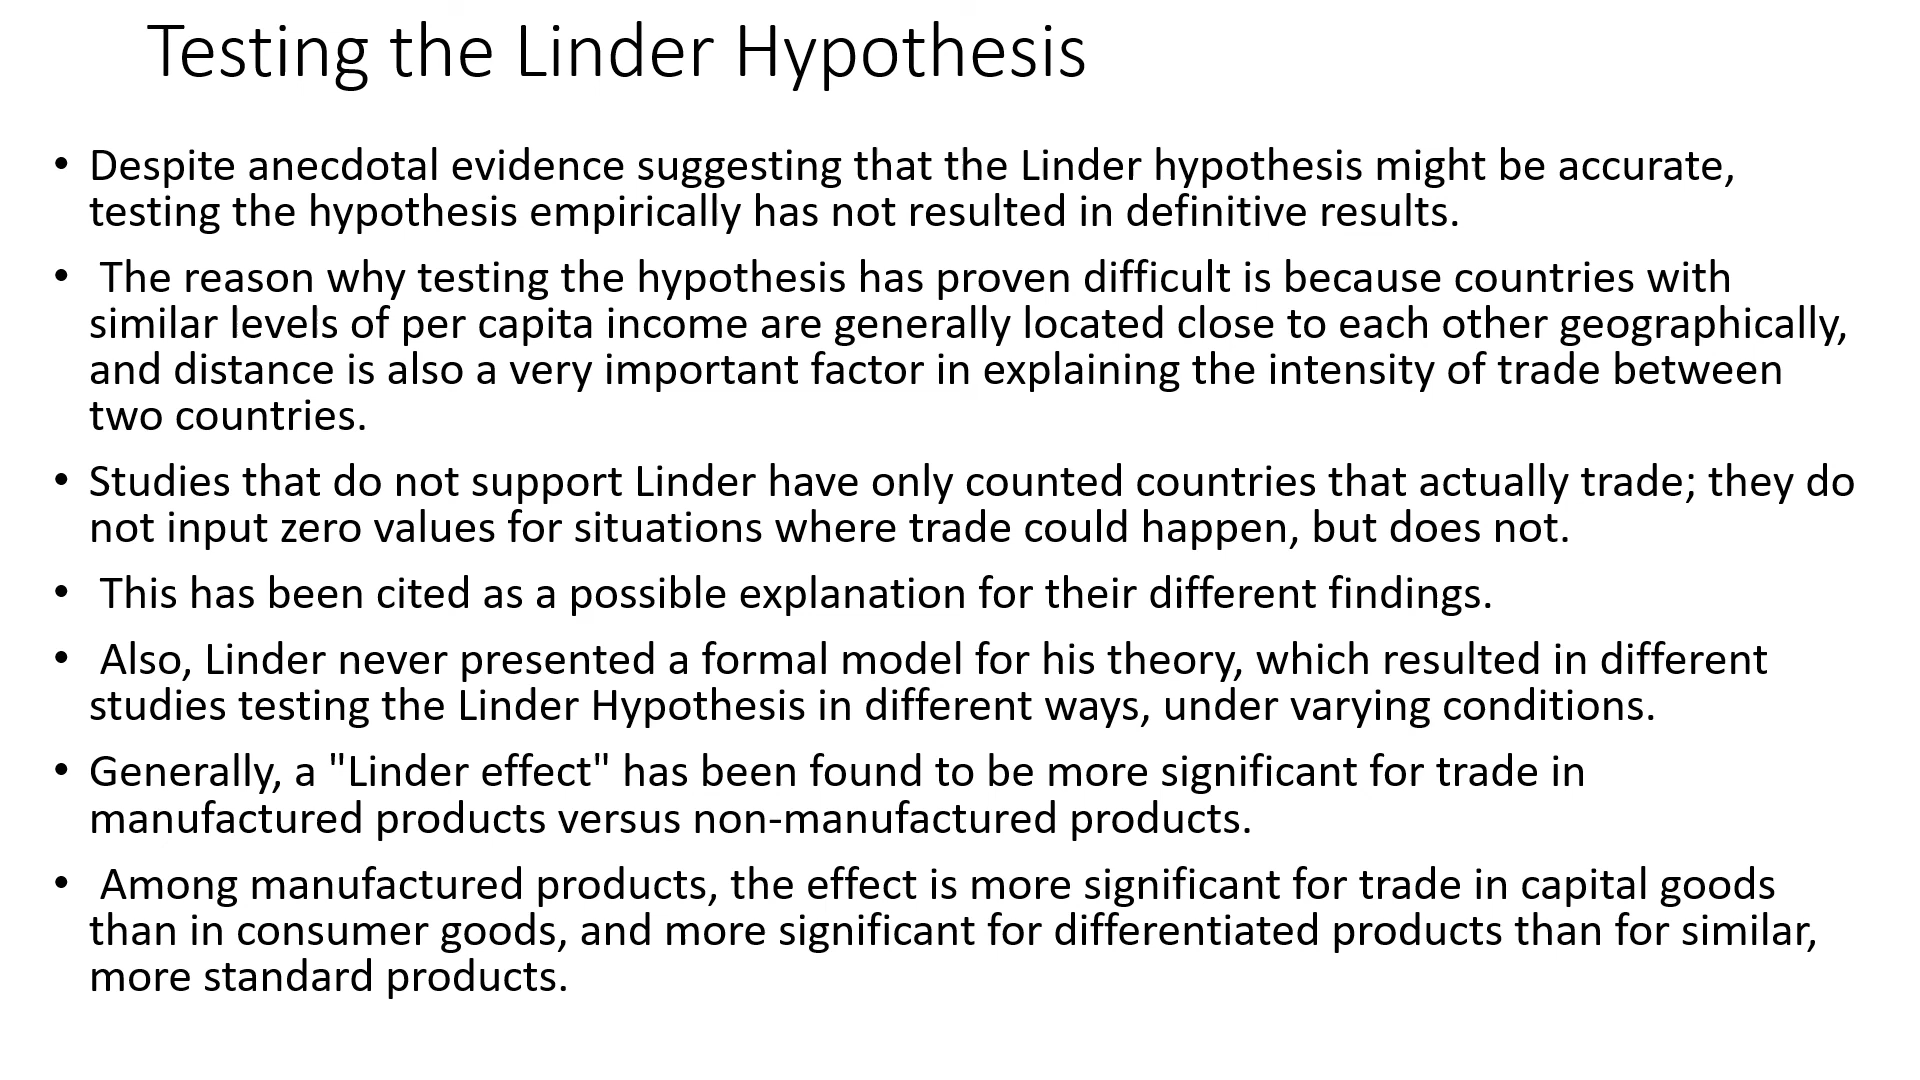 Testing the Linder Hypothesis
• Despite anecdotal evidence suggesting that the Linder hypothesis might be accurate,
testing the hypothesis empirically has not resulted in definitive results.
• The reason why testing the hypothesis has proven difficult is because countries with
similar levels of per capita income are generally located close to each other geographically,
and distance is also a very important factor in explaining the intensity of trade between
two countries.
• Studies that do not support Linder have only counted countries that actually trade; they do
not input zero values for situations where trade could happen, but does not.
• This has been cited as a possible explanation for their different findings.
• Also, Linder never presented a formal model for his theory, which resulted in different
studies testing the Linder Hypothesis in different ways, under varying conditions.
• Generally, a "Linder effect" has been found to be more significant for trade in
manufactured products versus non-manufactured products.
• Among manufactured products, the effect is more significant for trade in capital goods
than in consumer goods, and more significant for differentiated products than for similar,
more standard products.